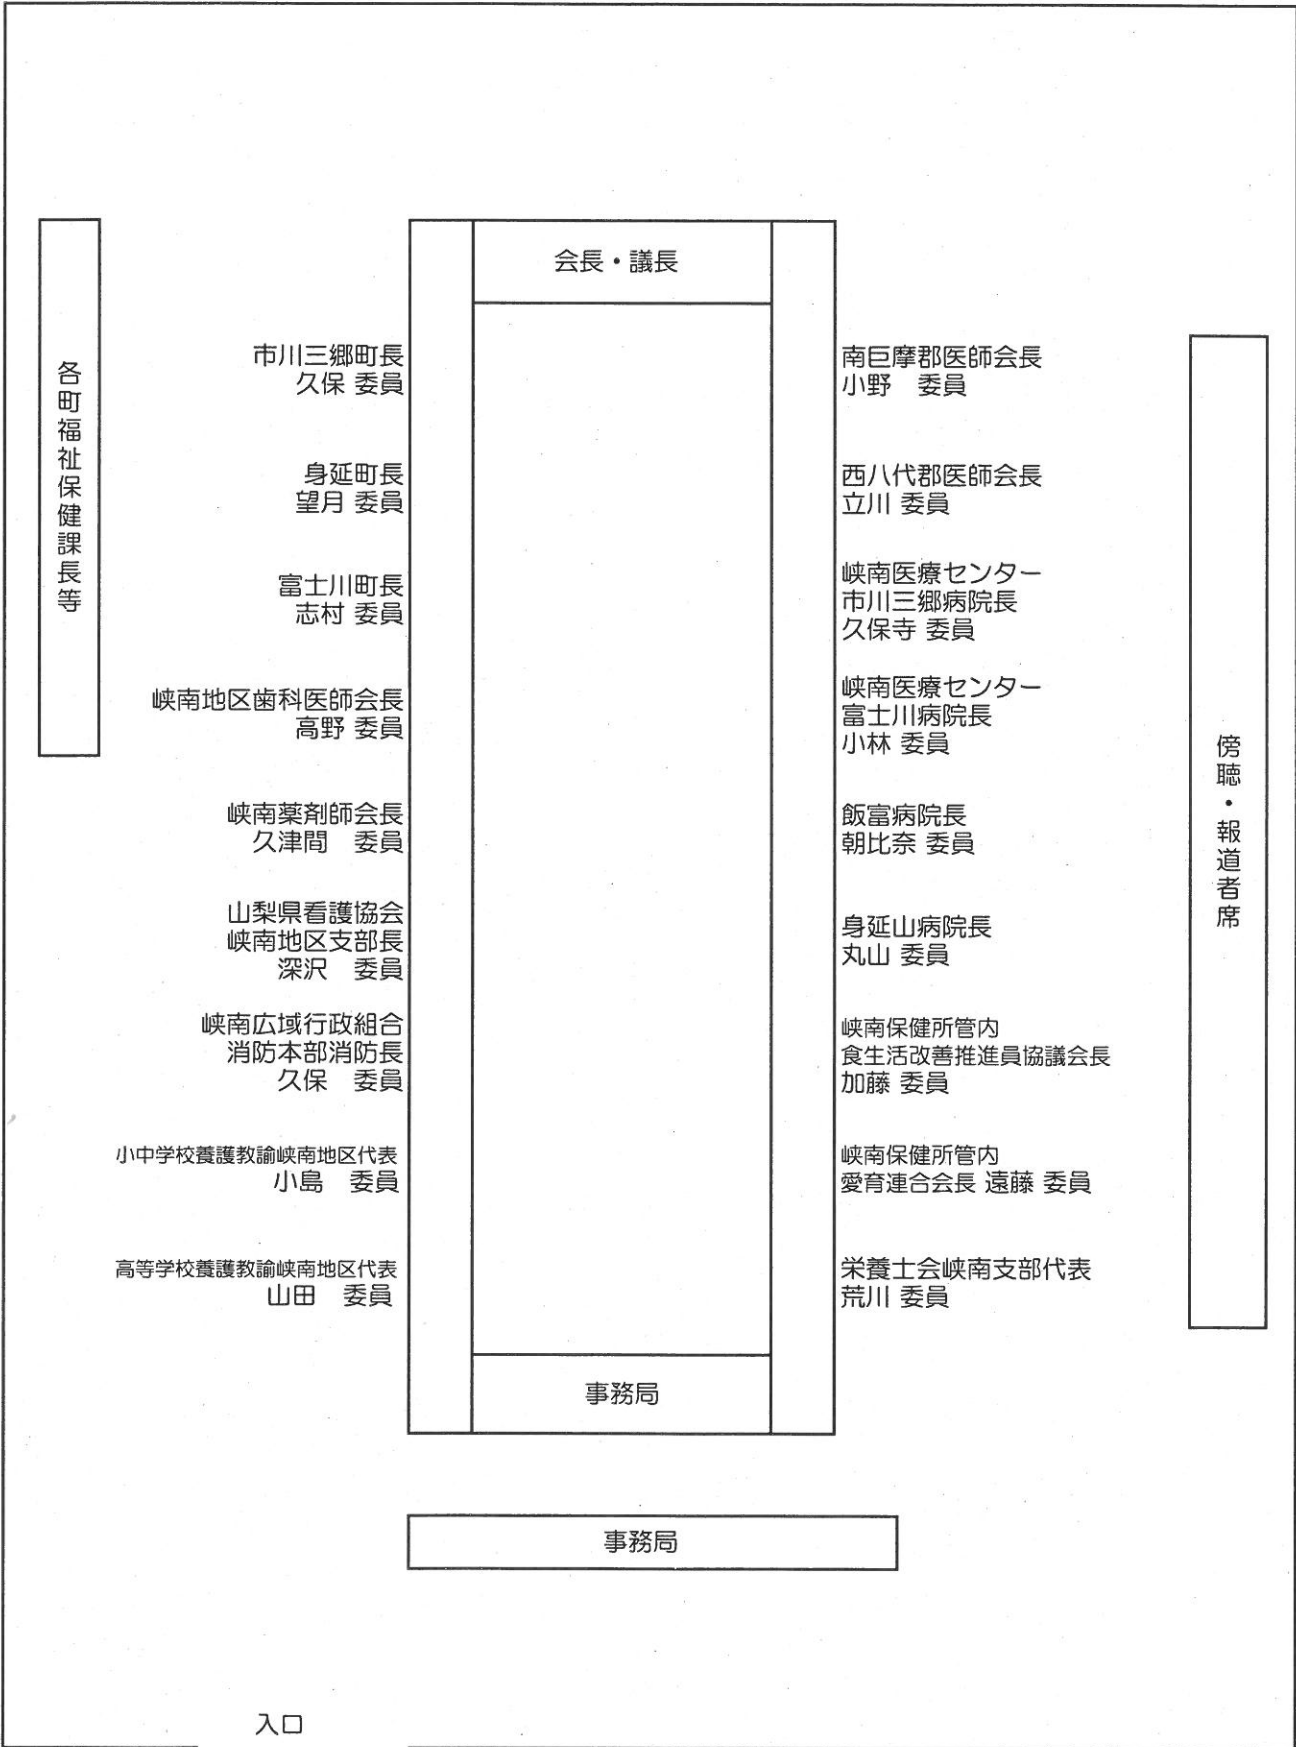 会長・議長
各町福祉保健課長等
市川三郷町長
久保 委員
身延町長
望月 委員
富士川町長
志村 委員
峡南地区歯科医師会長
高野 委員
峡南薬剤師会長
久津間　委員
山梨県看護協会
峡南地区支部長
深沢　委員
峡南広域行政組合
消防本部消防長
久保　委員
小中学校養護教諭峡南地区代表
小島　委員
高等学校養護教諭峡南地区代表
山田　委員
南巨摩郡医師会長
小野　委員
西八代郡医師会長
立川 委員
峡南医療センター
市川三郷病院長
久保寺 委員
峡南医療センター
富士川病院長
小林 委員
飯富病院長
朝比奈 委員
身延山病院長
丸山 委員
峡南保健所管内
食生活改善推進員協議会長
加藤 委員
峡南保健所管内
愛育連合会長 遠藤 委員
栄養士会峡南支部代表
荒川 委員
傍聴・報道者席
事務局
事務局
入口